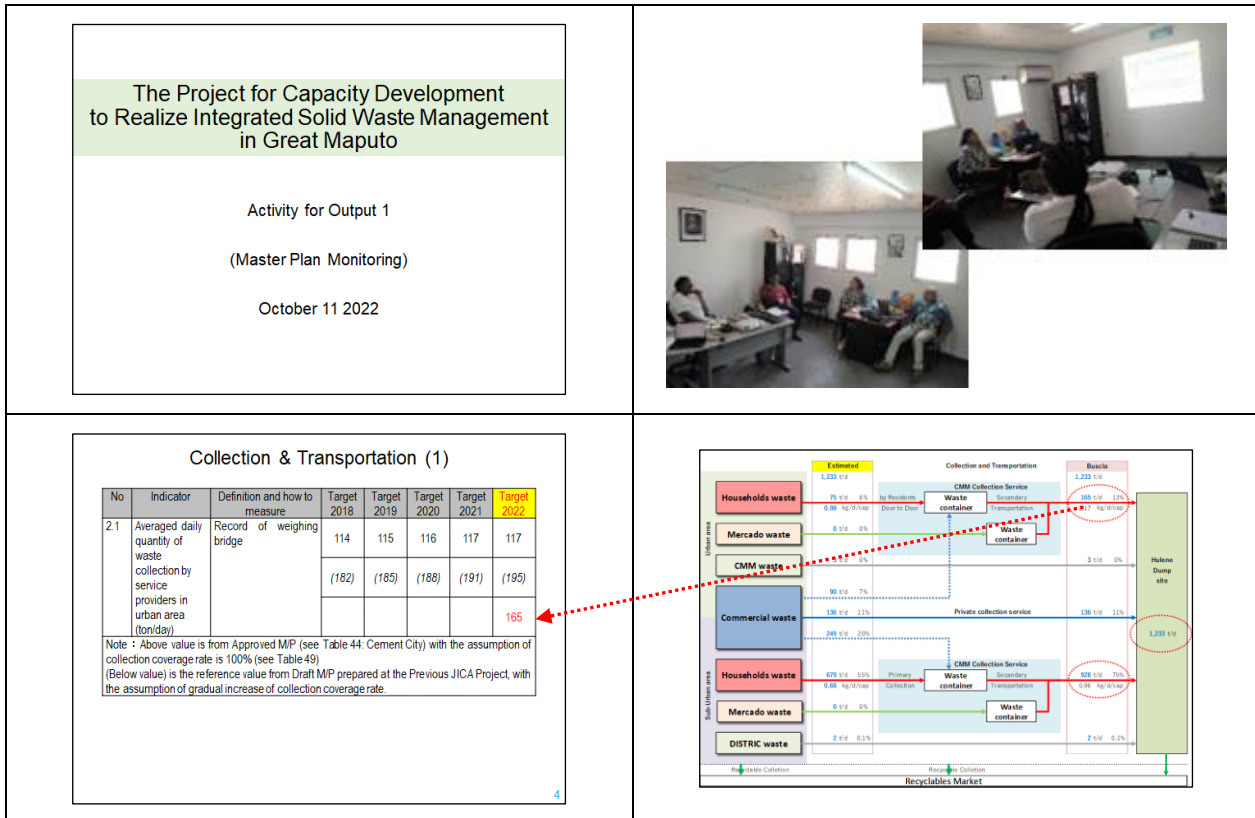 The Project for Capacity Development
to Realize Integrated Solid Waste Management
in Great Maputo
Activity for Output 1
(Master Plan Monitoring)
October 11 2022
Collection & Transportation (1)
No Indicator Definition and how to measure Target 2018 Target 2019 Target 2020 Target 2021 Target 2022
2.1 Averaged daily quantity of waste collection by service providers in urban area (ton/day) Record of weighing bridge 114 115 116 117 117
(182) (185) (188) (191) (195)
165
Note : Above value is from Approved M/P (see Table 44: Cement City) with the assumption of
collection coverage rate is 100% (see Table 49)
(Below value) is the reference value from Draft M/P prepared at the Previous JICA Project, with
the assumption of gradual increase of collection coverage rate.
4
Estimated Collection and Transportation Buscla
1,233 t/d 1,233 t/d
CMM Collection Service
Urban area
Households waste 75 t/d 6% by Residents Waste container Secondary 165 t/d 13%
0.98 kg/d/cap Door to Door Transportation kg/d/cap
Mercado waste 0 t/d 0% Waste container
CMM waste t/d 0% 3 t/d 0%
Hulene Dump site
90 t/d 7%
Commercial waste 136 t/d 11% Private collection service 136 t/d 11%
1,233 t/d
249 t/d 20%
CMM Collection Service
Sub-Urban area
Households waste 679 t/d 55% Primary Waste container Secondary 928 t/d 75%
0.68 kg/d/cap Collection Transportation 0.96 kg/d/cap
Mercado waste 0 t/d 0% Waste container
DISTRIC waste 2 t/d 0.1% 2 t/d 0.1%
Recyclable Colletion Recyclable Colletion
Recyclables Market